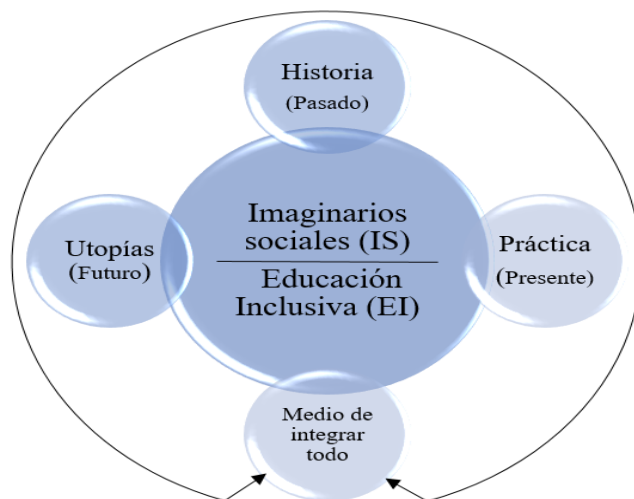 Historia
(Pasado)
Imaginarios
sociales (IS)
Educación
Inclusiva (EI)
Utopías
(Futuro)
Práctica
(Presente)
Medio de
integrar
todo